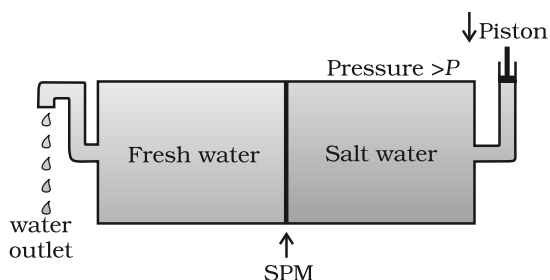 Piston
Pressure >P
Fresh water
Salt water
water
outlet
SPM